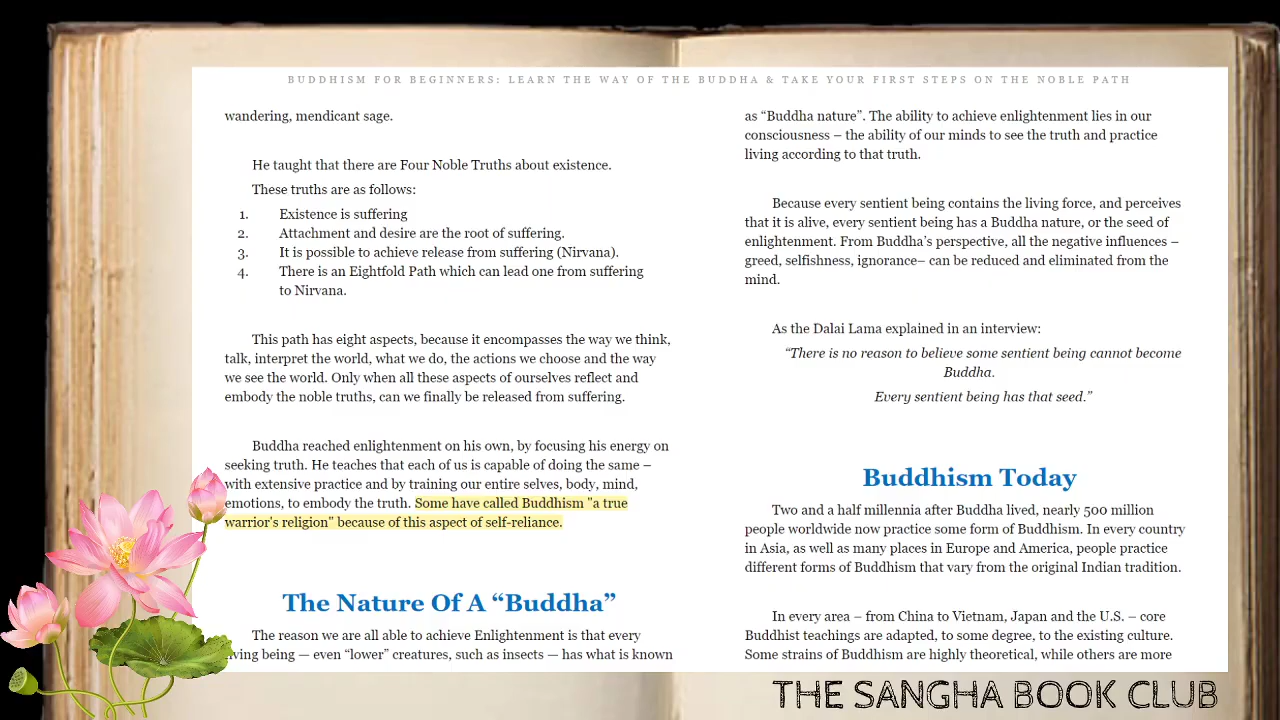 BUDDHISM FOR BEGINNERS: LEARN THE WAY OF THE BUDDHA & TAKE YOUR FIRST STEPS ON THE NOBLE PATH
wandering, mendicant sage.
He taught that there are Four Noble Truths about existence.
These truths are as follows:
1. Existence is suffering
2. Attachment and desire are the root of suffering.
3. It is possible to achieve release from suffering (Nirvana).
4. There is an Eightfold Path which can lead one from suffering
to Nirvana.
This path has eight aspects, because it encompasses the way we think,
talk, interpret the world, what we do, the actions we choose and the way
we see the world. Only when all these aspects of ourselves reflect and
embody the noble truths, can we finally be released from suffering.
Buddha reached enlightenment on his own, by focusing his energy on
seeking truth. He teaches that each of us is capable of doing the same –
with extensive practice and by training our entire selves, body, mind,
emotions, to embody the truth. Some have called Buddhism "a true
warrior's religion" because of this aspect of self-reliance.
The Nature Of A “Buddha”
The reason we are all able to achieve Enlightenment is that every
living being — even “lower” creatures, such as insects — has what is known
as “Buddha nature”. The ability to achieve enlightenment lies in our
consciousness – the ability of our minds to see the truth and practice
living according to that truth.
Because every sentient being contains the living force, and perceives
that it is alive, every sentient being has a Buddha nature, or the seed of
enlightenment. From Buddha’s perspective, all the negative influences –
greed, selfishness, ignorance– can be reduced and eliminated from the
mind.
As the Dalai Lama explained in an interview:
“There is no reason to believe some sentient being cannot become
Buddha.
Every sentient being has that seed.”
Buddhism Today
Two and a half millennia after Buddha lived, nearly 500 million
people worldwide now practice some form of Buddhism. In every country
in Asia, as well as many places in Europe and America, people practice
different forms of Buddhism that vary from the original Indian tradition.
In every area – from China to Vietnam, Japan and the U.S. – core
Buddhist teachings are adapted, to some degree, to the existing culture.
Some strains of Buddhism are highly theoretical, while others are more
THE SANGHA BOOK CLUB